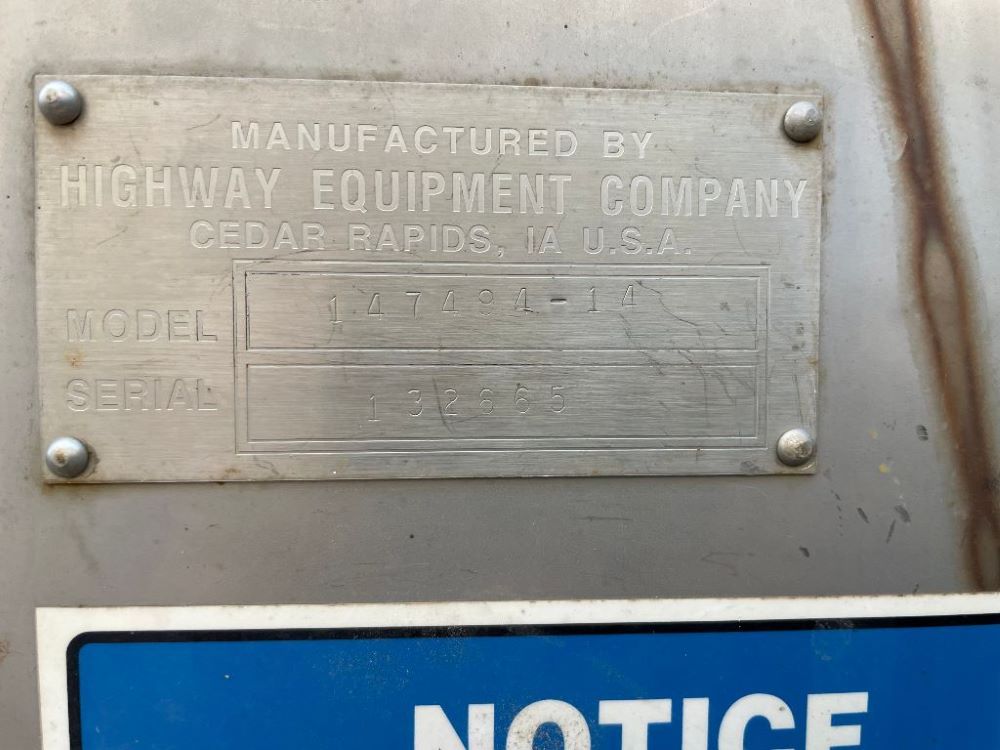 MANUFACTURED BY
HIGHWAY EQUIPMENT COMPANY
CEDAR RAPIDS, IA U.S.A.
MODEL 147494-14
SERIAL 132665
NOTICE